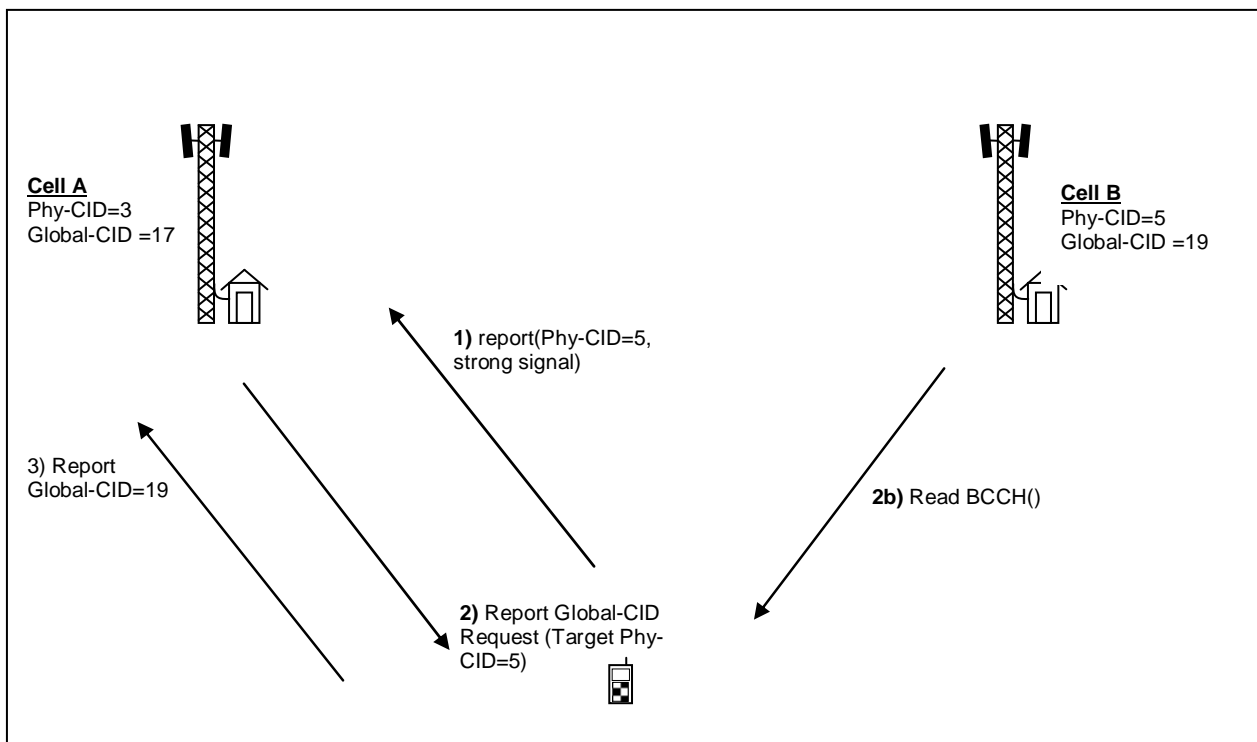 Cell A
Phy-CID=3
Global-CID =17
Cell B
Phy-CID=5
Global-CID =19
1) report(Phy-CID=5,
strong signal)
3) Report
Global-CID=19
2b) Read BCCH()
2) Report Global-CID
Request (Target Phy-
CID=5)